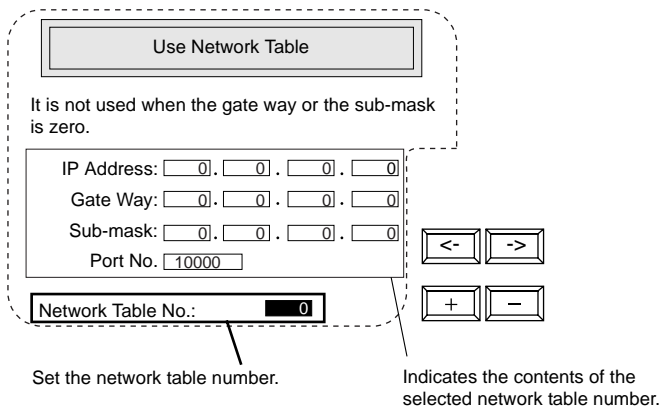 Use Network Table
It is not used when the gate way or the sub-mask
is zero.
IP Address: 0. 0. 0. 0
Gate Way: 0. 0. 0. 0
Sub-mask: 0. 0. 0. 0
Port No. 10000
<- ->
Network Table No.: 0
+ −
Set the network table number.
Indicates the contents of the
selected network table number.